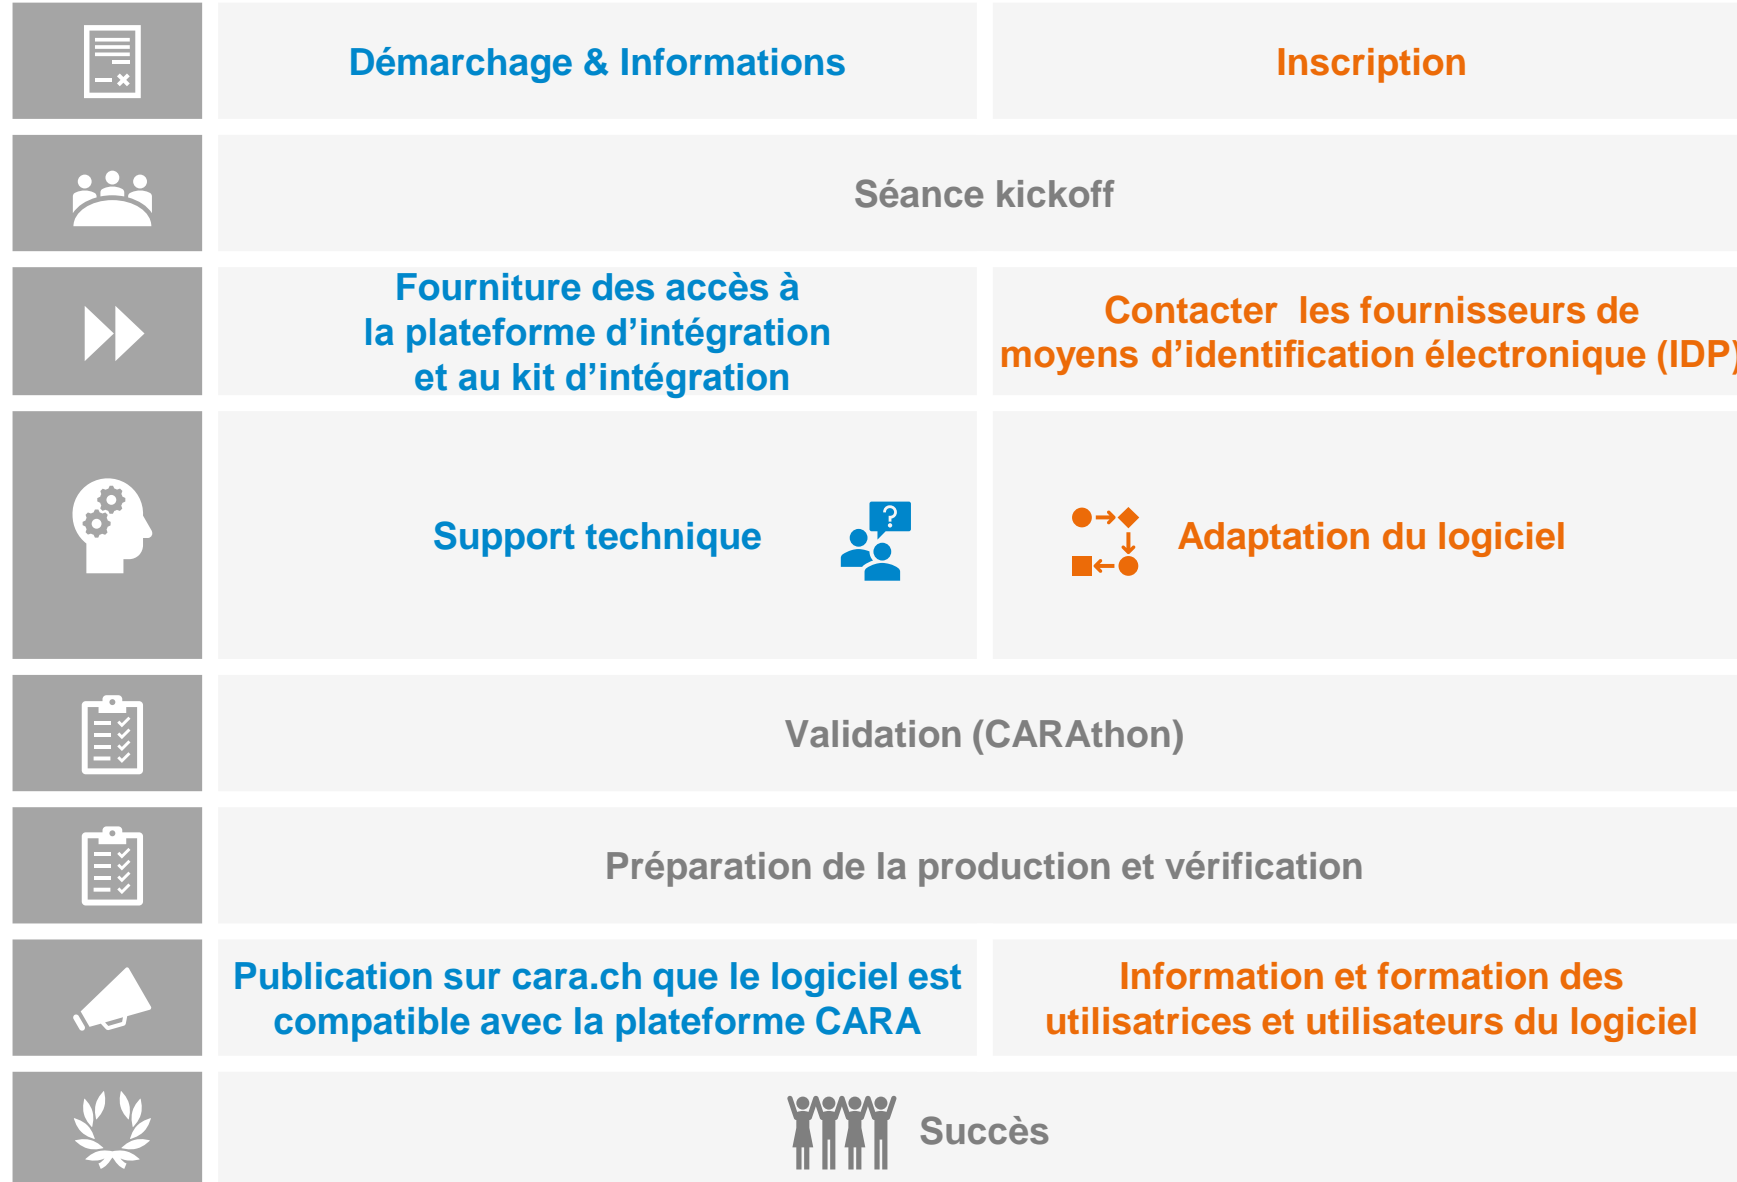 Démarchage & Informations
Inscription
Séance kickoff
Fourniture des accès à
la plateforme d’intégration
et au kit d’intégration
Contacter  les fournisseurs de
moyens d’identification électronique (IDP)
?
Support technique
Adaptation du logiciel
Validation (CARAthon)
Préparation de la production et vérification
Publication sur cara.ch que le logiciel est
compatible avec la plateforme CARA
Information et formation des
utilisatrices et utilisateurs du logiciel
Succès